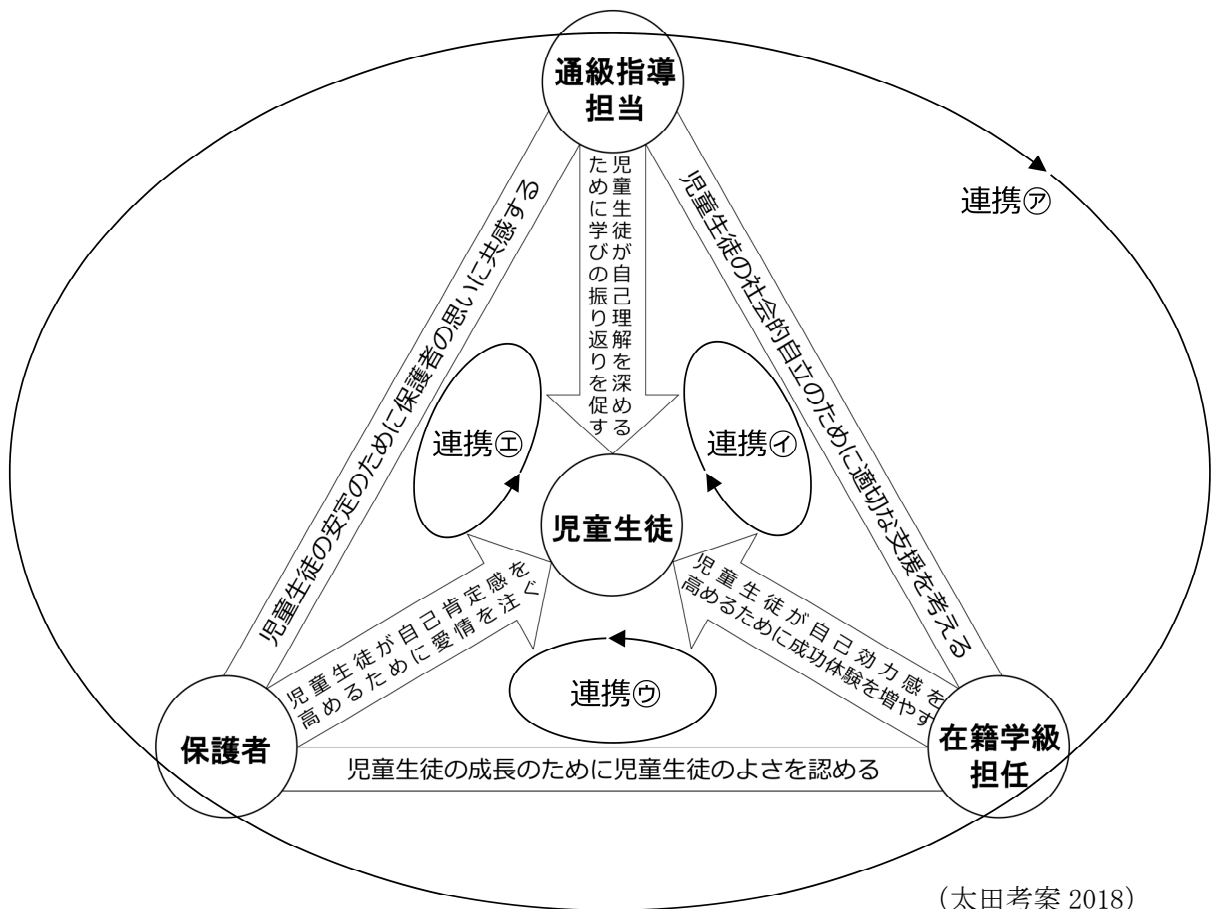 通級指導
担当
連携㋐
児童生徒の安定のために保護者の思いに共感する
児童生徒が自己理解を深める
ために学びの振り返りを促す
児童生徒の社会的自立のために適切な支援を考える
連携㋓
連携㋑
児童生徒
児童生徒が自己肯定感を
高めるために愛情を注ぐ
児童生徒が自己効力感を
高めるために成功体験を増やす
連携㋒
保護者
在籍学級
担任
児童生徒の成長のために児童生徒のよさを認める
（太田考案 2018）